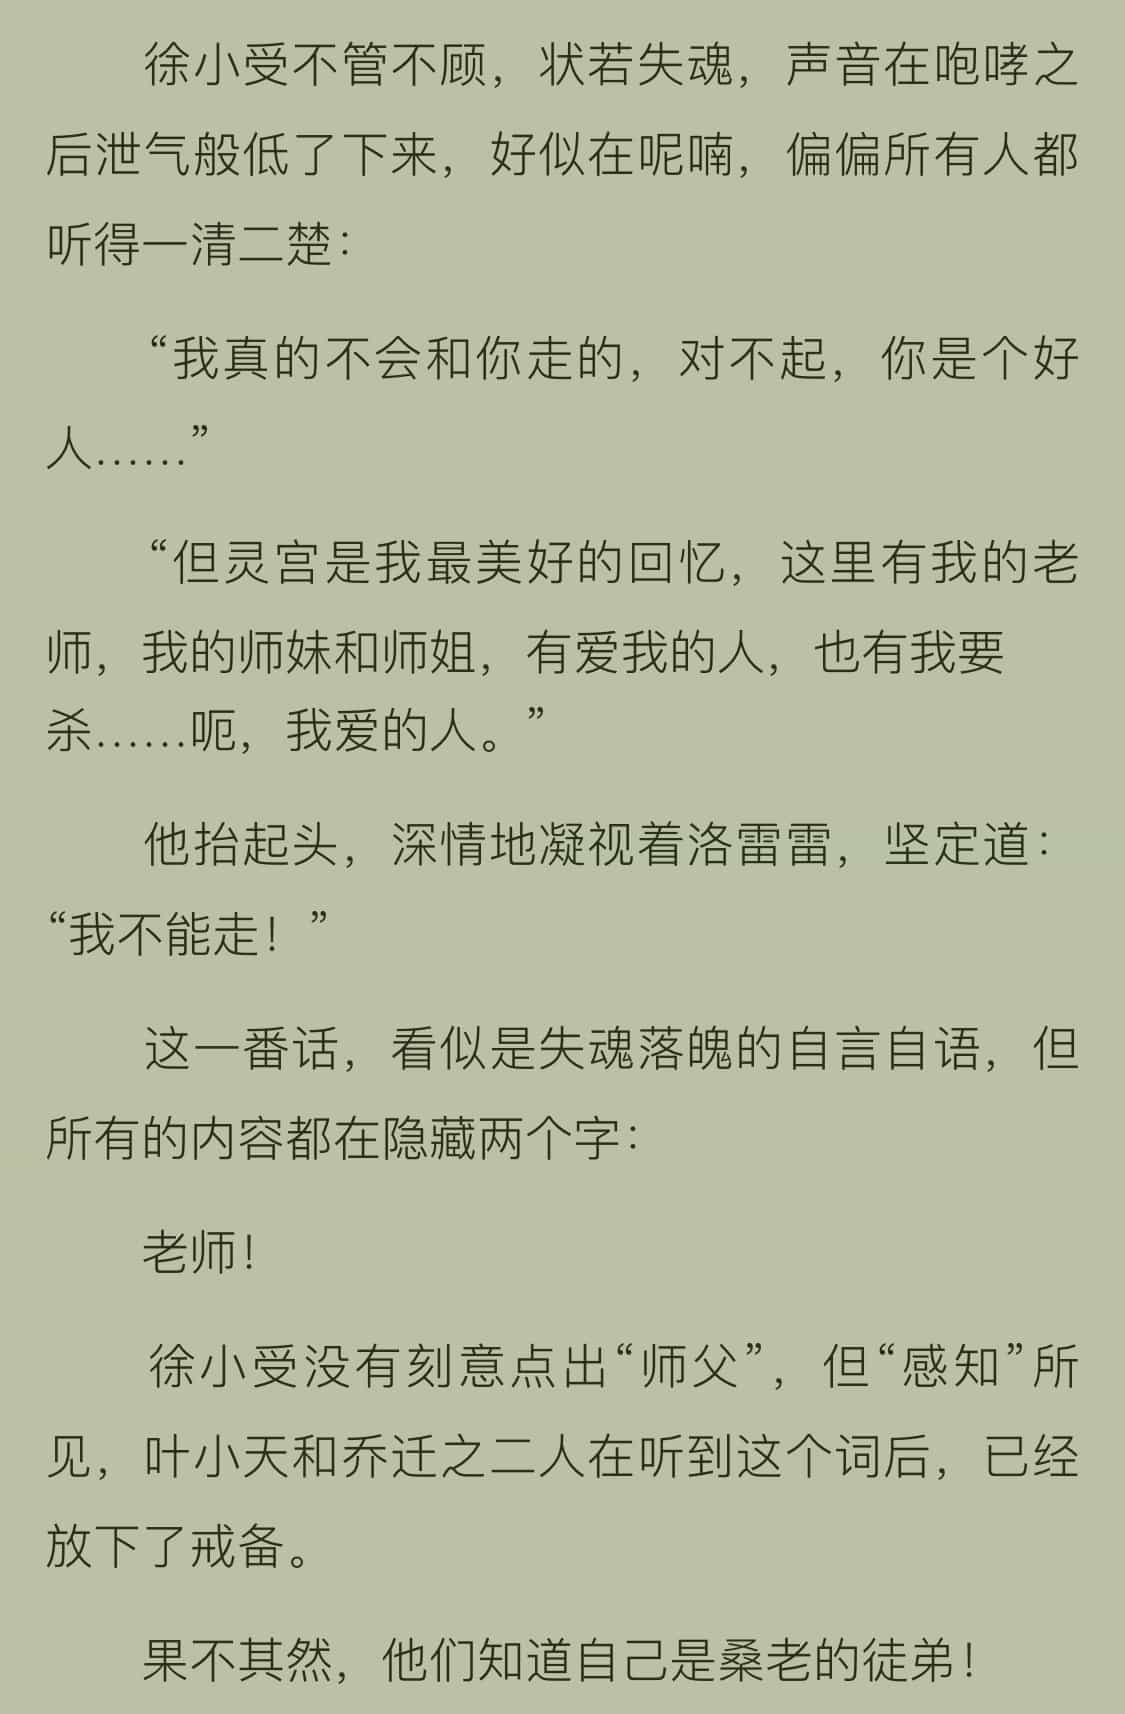 徐小受不管不顾，状若失魂，声音在咆哮之
后泄气般低了下来，好似在呢喃，偏偏所有人都
听得一清二楚：
“我真的不会和你走的，对不起，你是个好
人……”
“但灵宫是我最美好的回忆，这里有我的老
师，我的师妹和师姐，有爱我的人，也有我要
杀……呃，我爱的人。”
他抬起头，深情地凝视着洛雷雷，坚定道：
“我不能走！”
这一番话，看似是失魂落魄的自言自语，但
所有的内容都在隐藏两个字：
老师！
徐小受没有刻意点出“师父”，但“感知”所
见，叶小天和乔迁之二人在听到这个词后，已经
放下了戒备。
果不其然，他们知道自己是桑老的徒弟！